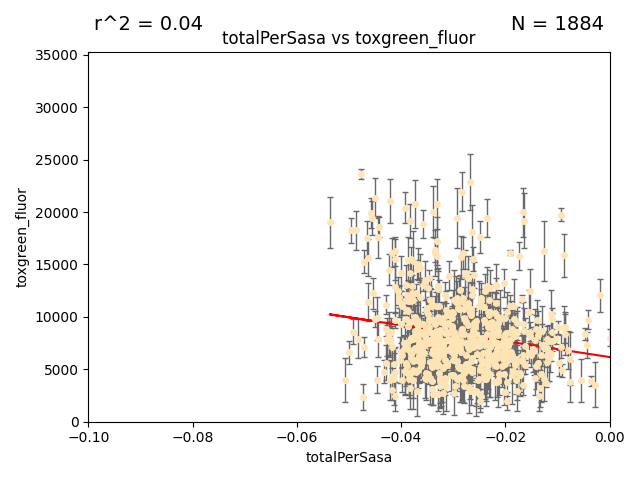 r^2 = 0.04
N = 1884
totalPerSasa vs toxgreen_fluor
35000
30000
25000
20000
15000
10000
5000
0
toxgreen_fluor
−0.10
−0.08
−0.06
−0.04
−0.02
0.00
totalPerSasa